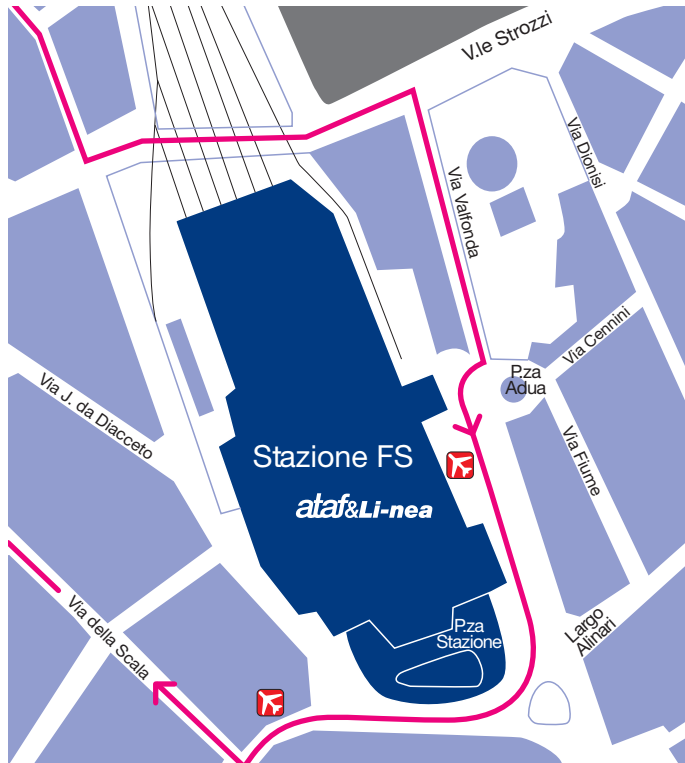 V.le Strozzi
Via Dionisi
Via Valfonda
Via Cennini
P.za
Adua
Via J. da Diacceto
Via Fiume
Stazione FS
ataf&Li-nea
Via della Scala
P.za
Stazione
Largo
Alinari